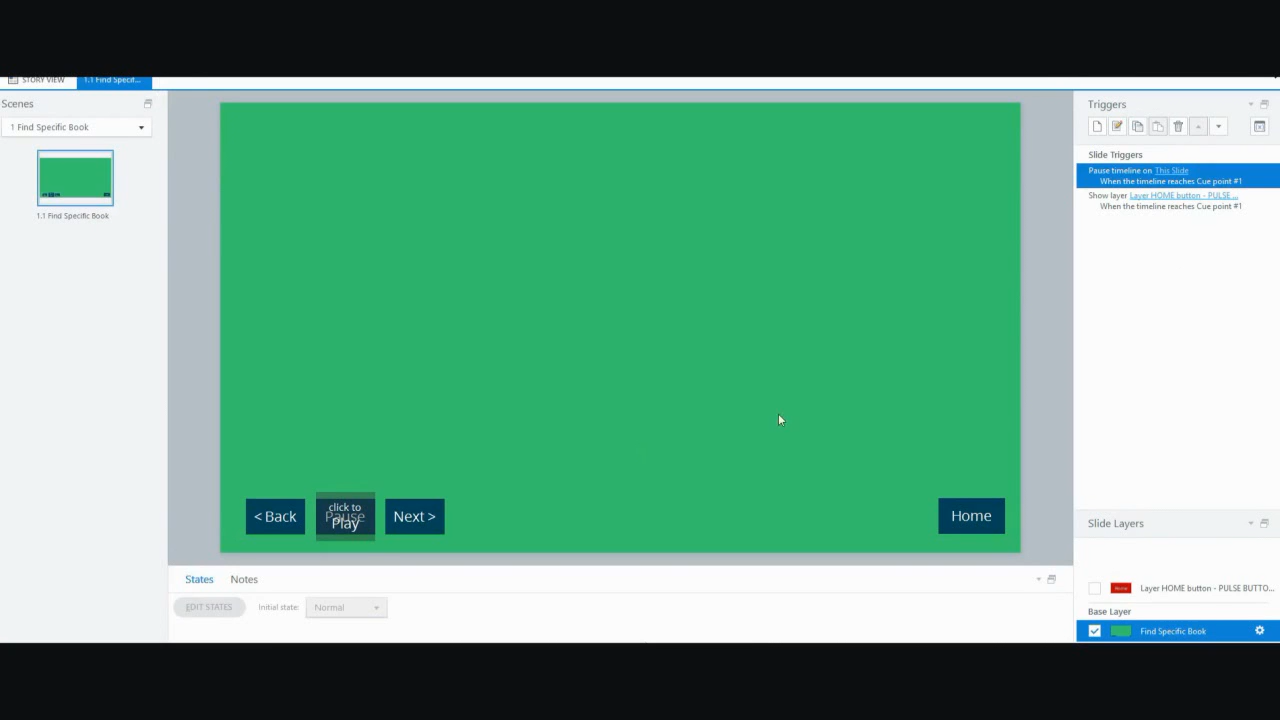 STORY VIEW
1.1 Find Specif...
Scenes
1 Find Specific Book
1.1 Find Specific Book
< Back
click to
Pause
Play
Next >
Home
States
Notes
EDIT STATES
Initial state:
Normal
Triggers
Slide Triggers
Pause timeline on This Slide
When the timeline reaches Cue point #1
Show layer Layer HOME button - PULSE ...
When the timeline reaches Cue point #1
Slide Layers
Layer HOME button - PULSE BUTTO...
Base Layer
Find Specific Book